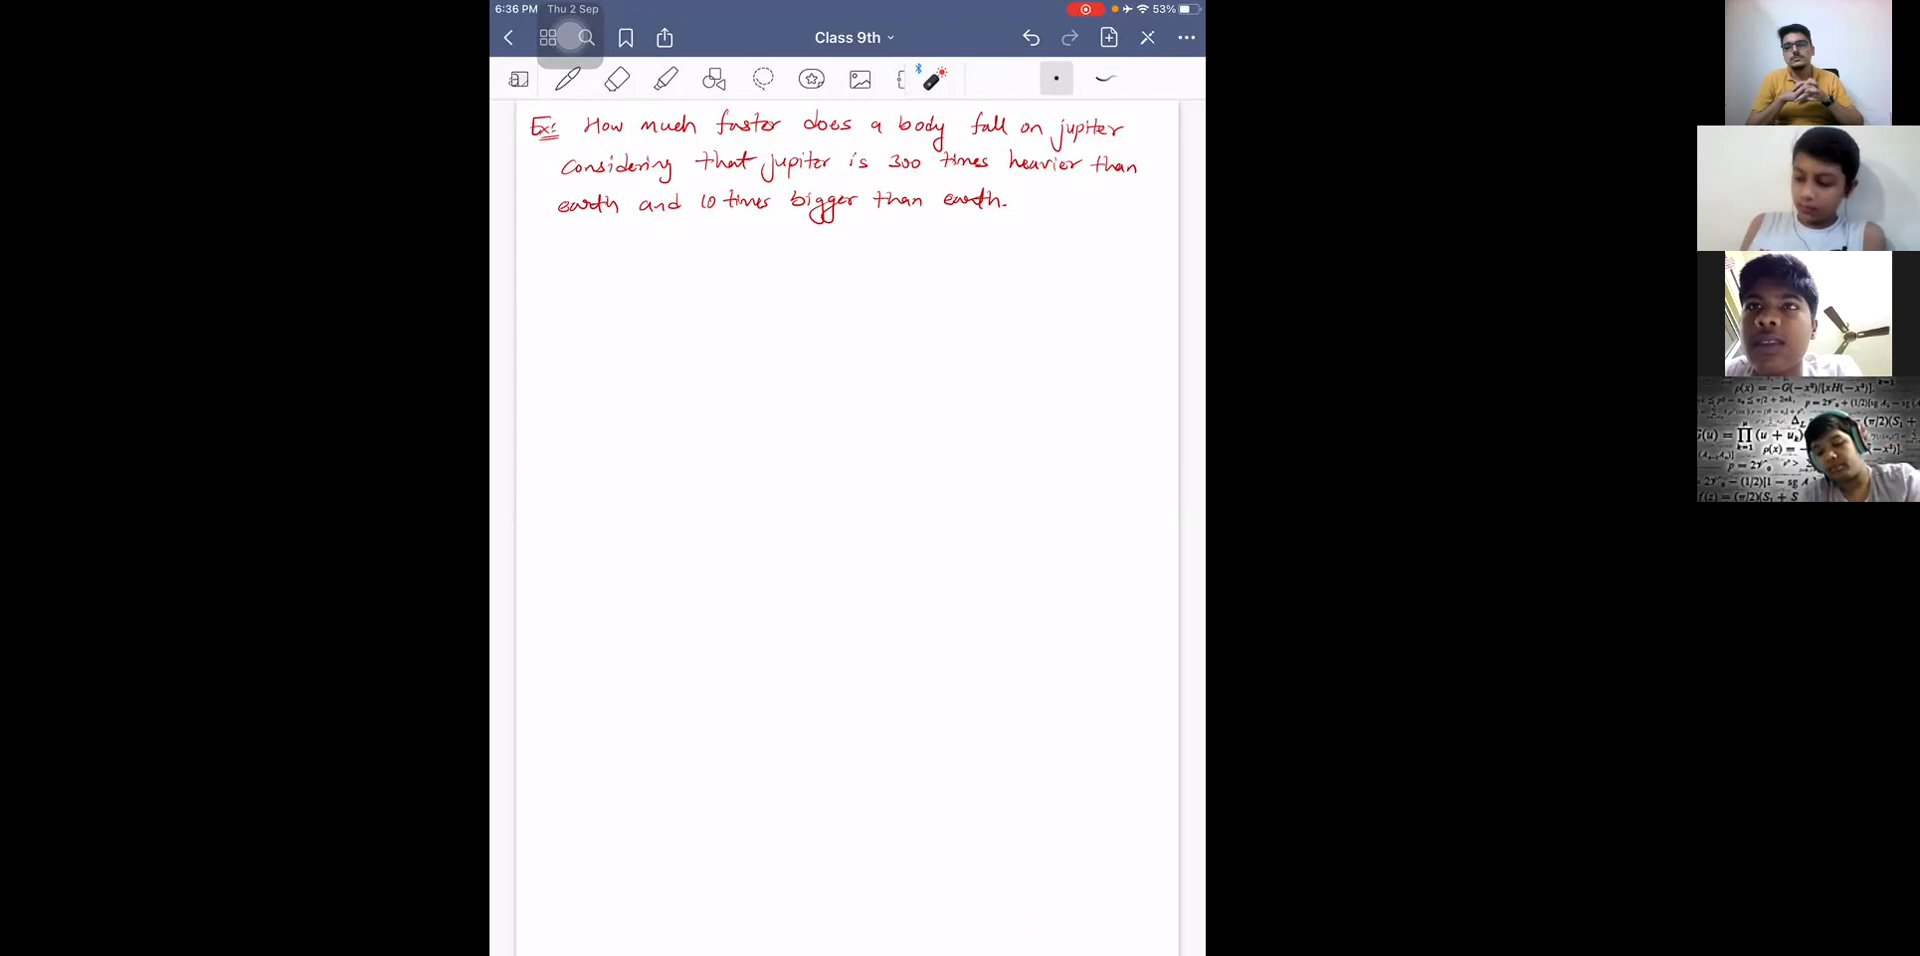 6:36 PM Thu 2 Sep 53%
Class 9th
Ex: How much faster does a body fall on jupiter
considering that jupiter is 300 times heavier than
earth and 10 times bigger than earth.